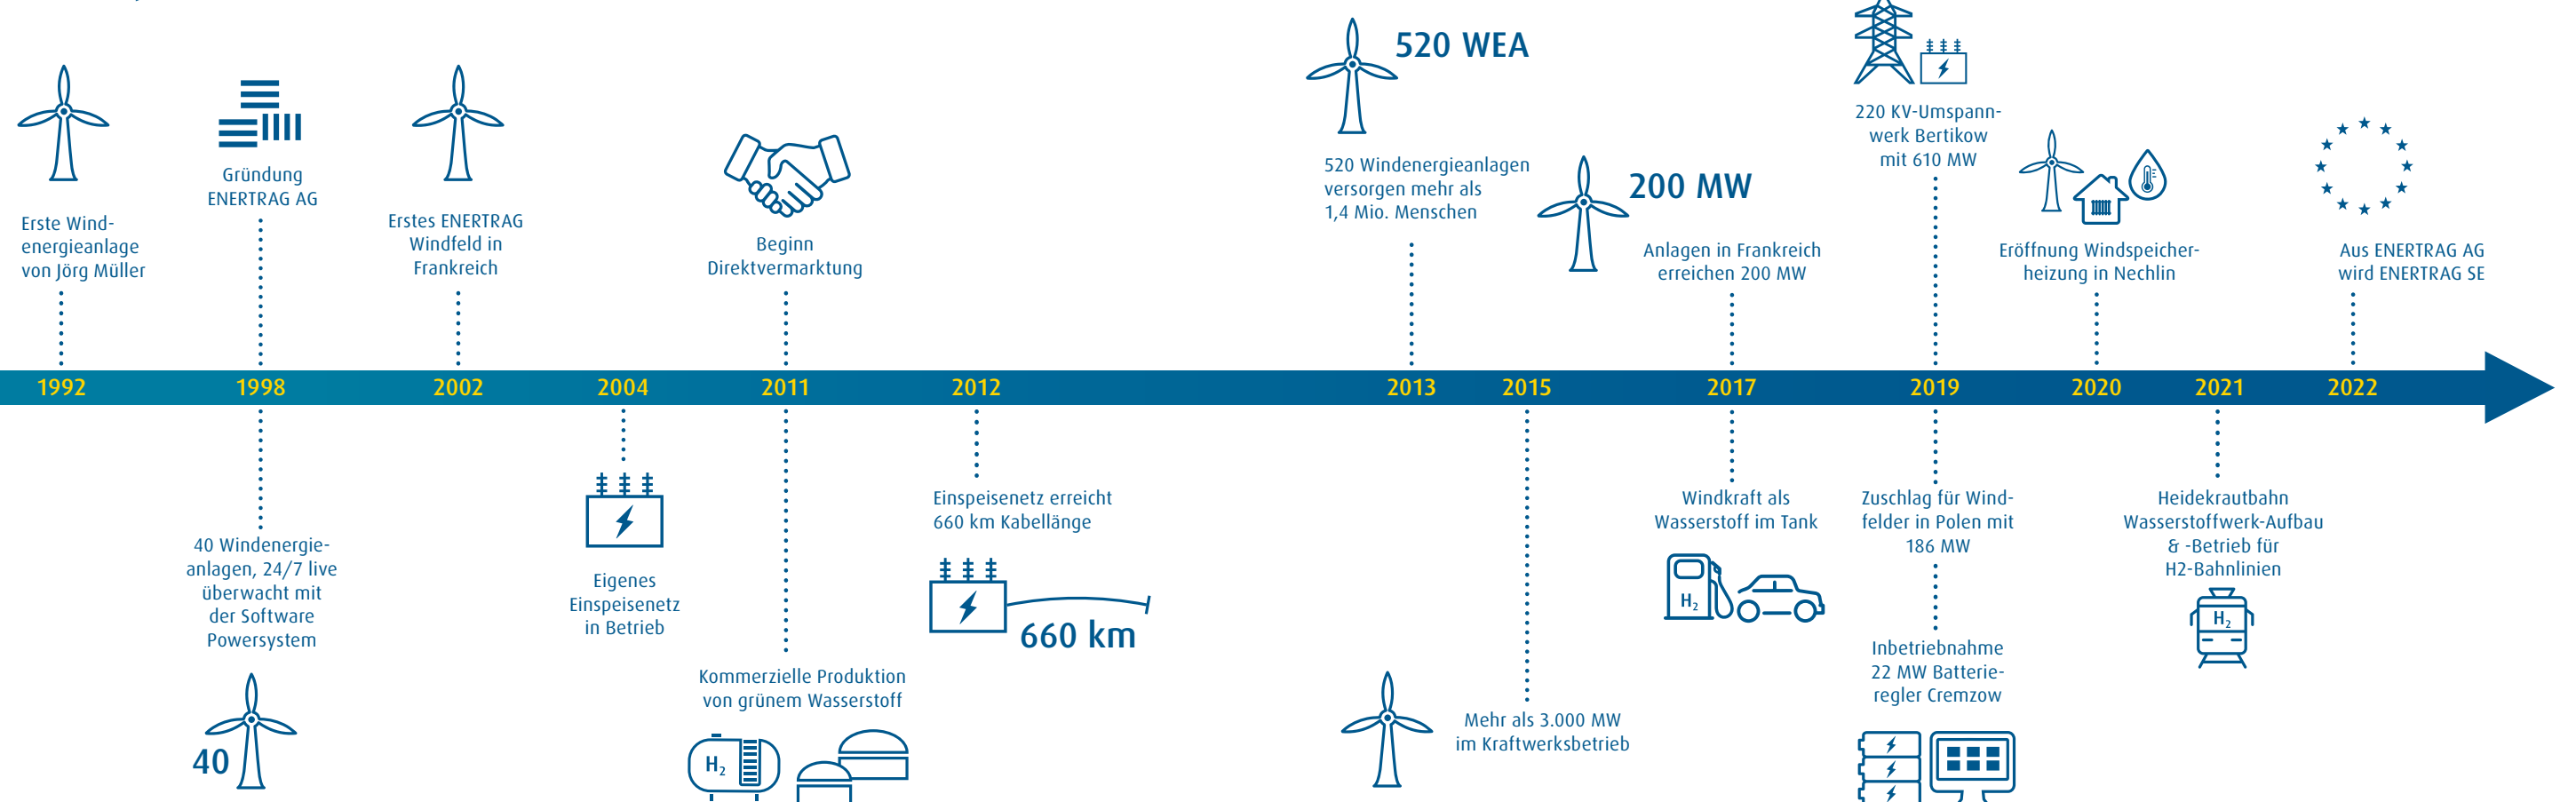 520 WEA
520 Windenergieanlagen
versorgen mehr als
1,4 Mio. Menschen
200 MW
Anlagen in Frankreich
erreichen 200 MW
220 KV-Umspann-
werk Bertikow
mit 610 MW
Eröffnung Windspeicher-
heizung in Nechlin
Aus ENERTRAG AG
wird ENERTRAG SE
Erste Wind-
energieanlage
von Jörg Müller
Gründung
ENERTRAG AG
Erstes ENERTRAG
Windfeld in
Frankreich
Beginn
Direktvermarktung
1992
1998
2002
2004
2011
2012
2013
2015
2017
2019
2020
2021
2022
40 Windenergie-
anlagen, 24/7 live
überwacht mit
der Software
Powersystem
40
Eigenes
Einspeisenetz
in Betrieb
Kommerzielle Produktion
von grünem Wasserstoff
H2
Einspeisenetz erreicht
660 km Kabellänge
660 km
Mehr als 3.000 MW
im Kraftwerksbetrieb
Windkraft als
Wasserstoff im Tank
H2
Zuschlag für Wind-
felder in Polen mit
186 MW
Inbetriebnahme
22 MW Batterie-
regler Cremzow
Heidekrautbahn
Wasserstoffwerk-Aufbau
& -Betrieb für
H2-Bahnlinien
H2